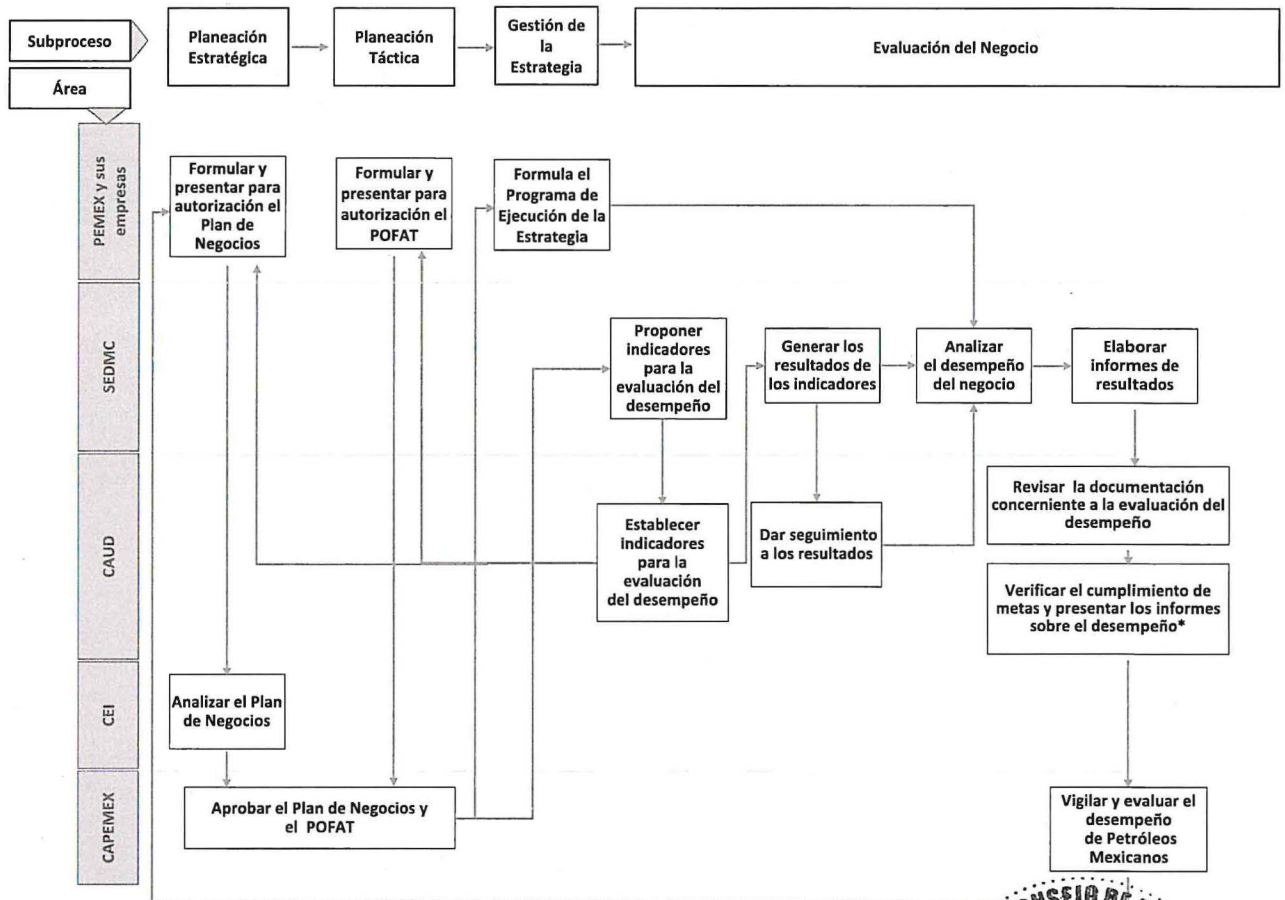 Subproceso
Planeación
Estratégica
Planeación
Táctica
Gestión de
la
Estrategia
Evaluación del Negocio
Área
PEMEX y sus
empresas
Formular y
presentar para
autorización el
Plan de
Negocios
Formular y
presentar para
autorización el
POFAT
Formula el
Programa de
Ejecución de la
Estrategia
SEDMC
Proponer
indicadores
para la
evaluación del
desempeño
Generar los
resultados de
los indicadores
Analizar
el desempeño
del negocio
Elaborar
informes de
resultados
CAUD
Establecer
indicadores
para la
evaluación
del desempeño
Dar seguimiento
a los resultados
Revisar la documentación
concerniente a la evaluación del
desempeño
Verificar el cumplimiento de
metas y presentar los informes
sobre el desempeño*
CEI
Analizar el Plan
de Negocios
CAPEMEX
Aprobar el Plan de Negocios y
el POFAT
Vigilar y evaluar el
desempeño
de Petróleos
Mexicanos